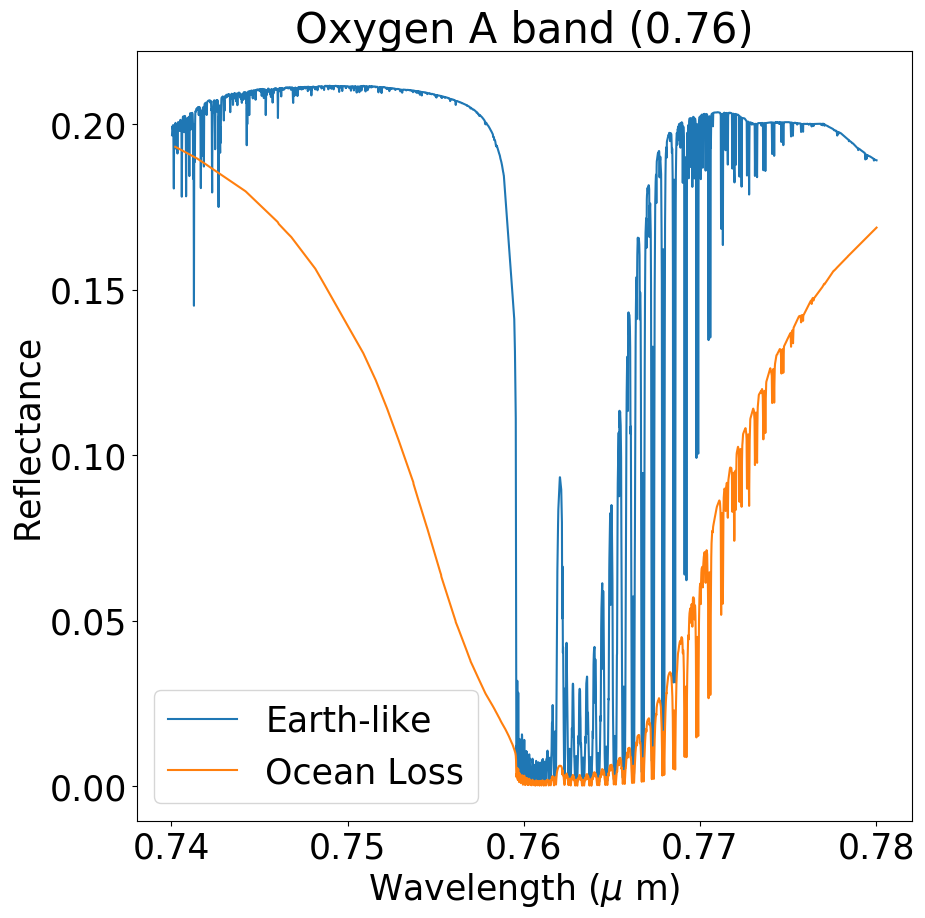 Oxygen A band (0.76)
0.20
0.15
0.10
0.05
0.00
Reflectance
Earth-like
Ocean Loss
0.74 0.75 0.76 0.77 0.78
Wavelength (μ m)